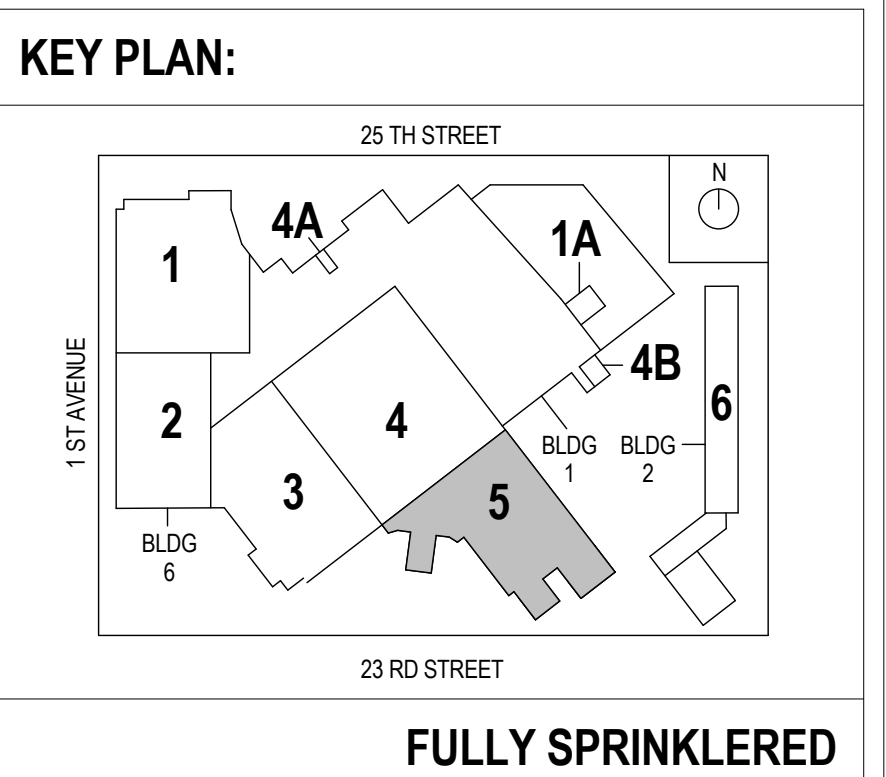 KEY PLAN:
25 TH STREET
N
4A
1
1A
1 ST AVENUE
4B
2
4
6
BLDG
1
BLDG
2
3
5
BLDG
6
23 RD STREET
FULLY SPRINKLERED